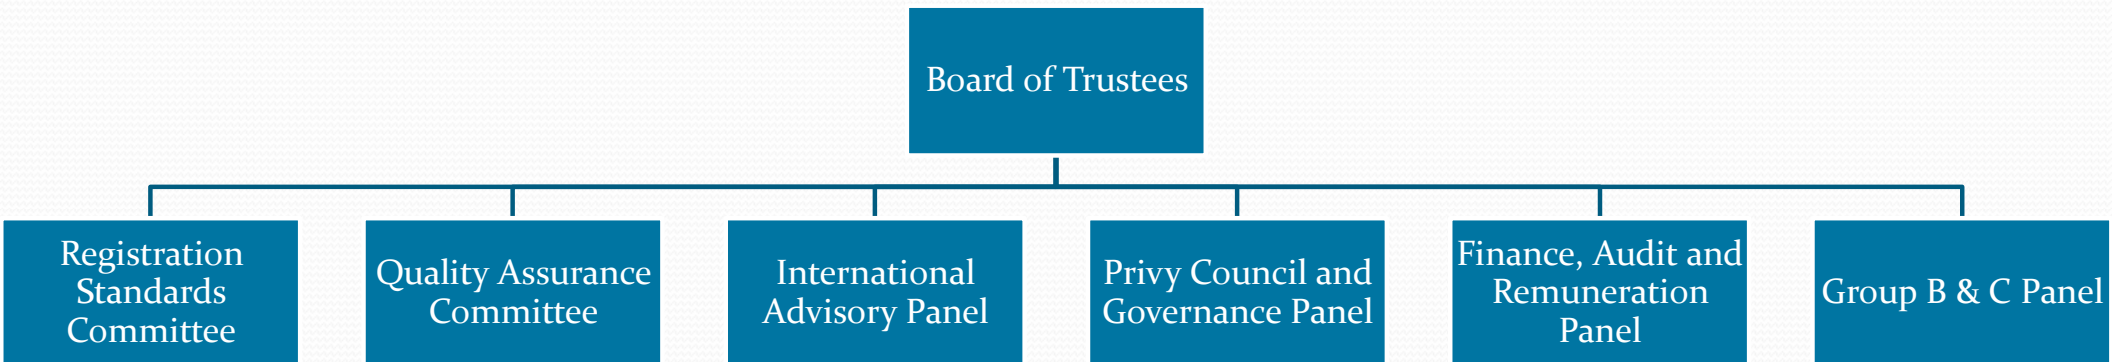 Board of Trustees
Registration
Standards
Committee
Quality Assurance
Committee
International
Advisory Panel
Privy Council and
Governance Panel
Finance, Audit and
Remuneration
Panel
Group B & C Panel